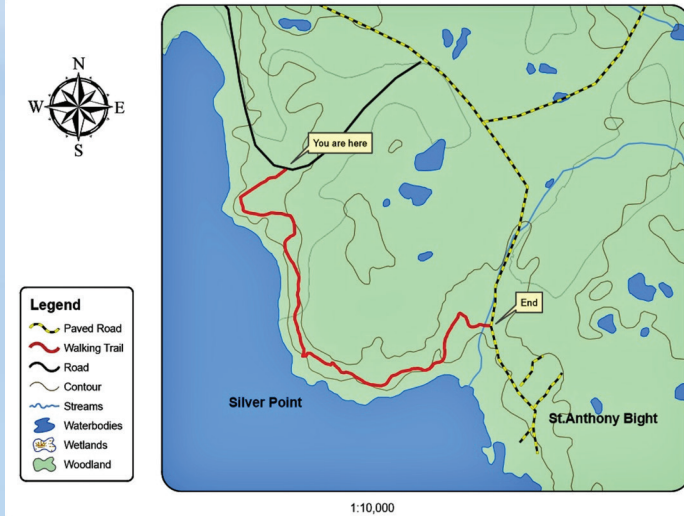 N
W
E
S
You are here
End
Legend
Paved Road
Walking Trail
Road
Contour
Streams
Waterbodies
Wetlands
Woodland
Silver Point
St.Anthony Bight
1:10,000